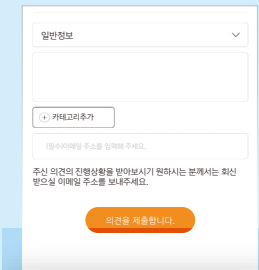 일반정보
카테고리추가
(필수)이메일 주소를 입력해 주세요.
주신 의견의 진행상황을 받아보시기 원하시는 분께서는 회신
받으실 이메일 주소를 보내주세요.
의견을 제출합니다.